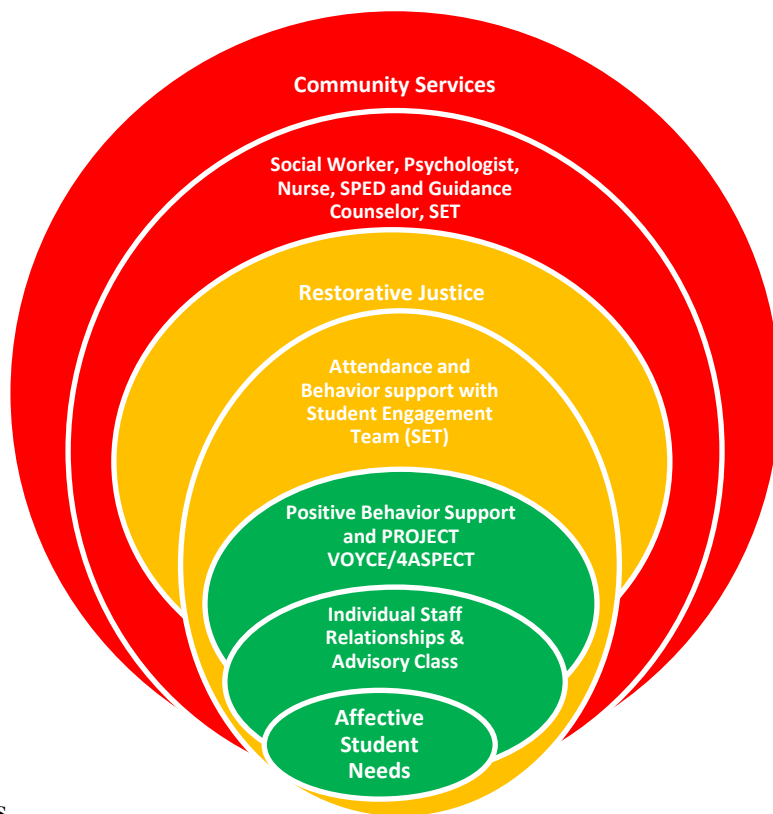 Community Services
Social Worker, Psychologist,
Nurse, SPED and Guidance
Counselor, SET
Restorative Justice
Attendance and
Behavior support with
Student Engagement
Team (SET)
Positive Behavior Support
and PROJECT
VOYCE/4ASPECT
Individual Staff
Relationships &
Advisory Class
Affective
Student
Needs